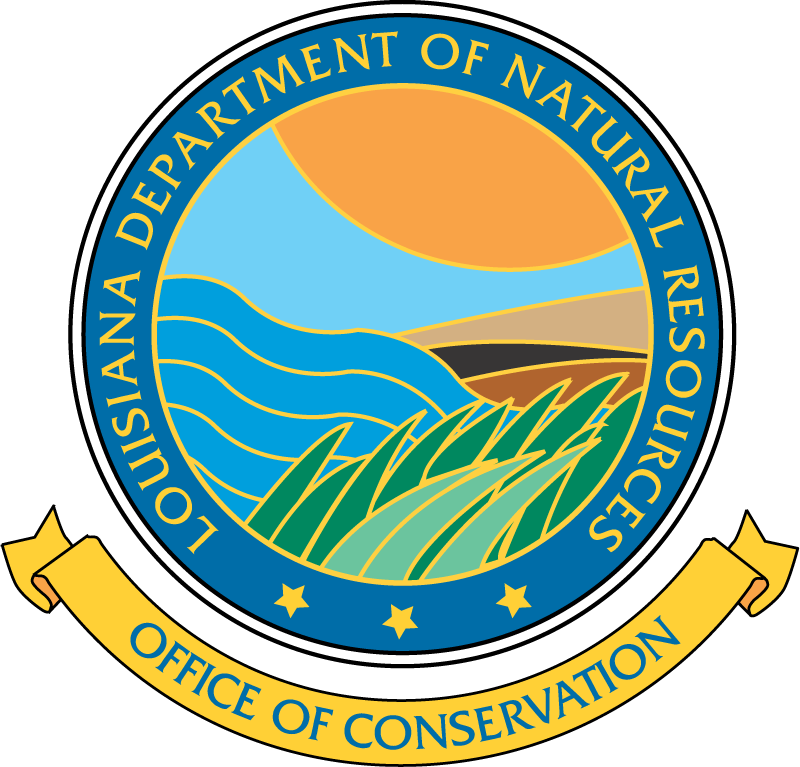 LOUISIANA DEPARTMENT OF NATURAL RESOURCES
OFFICE OF CONSERVATION